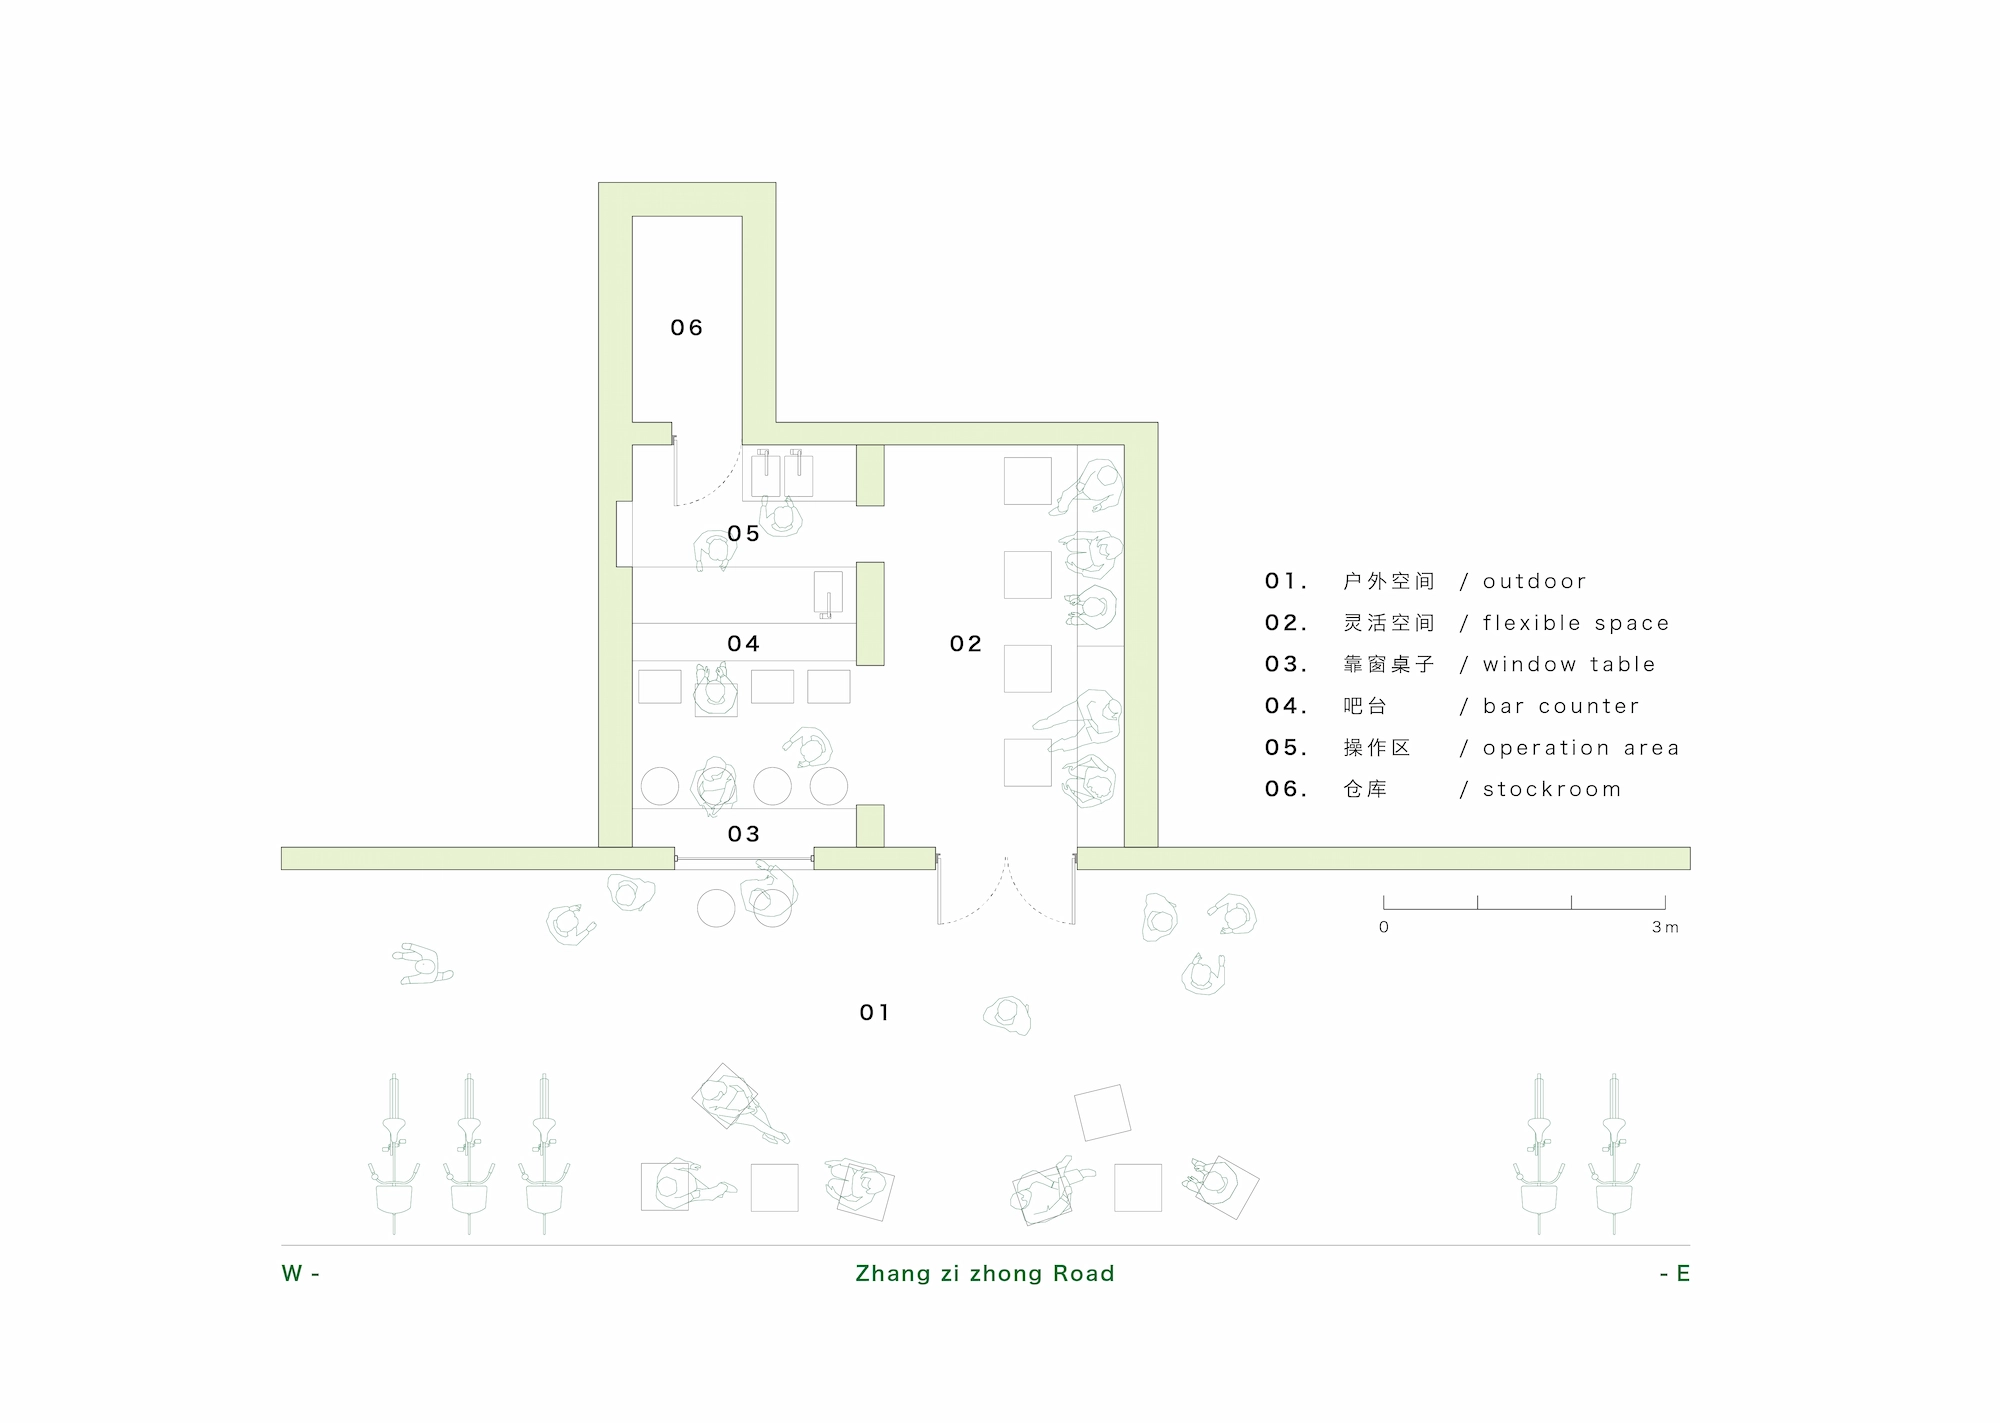 06
05
04
02
03
01
01. 户外空间 / outdoor
02. 灵活空间 / flexible space
03. 靠窗桌子 / window table
04. 吧台 / bar counter
05. 操作区 / operation area
06. 仓库 / stockroom
0 3m
W - Zhang zi zhong Road - E